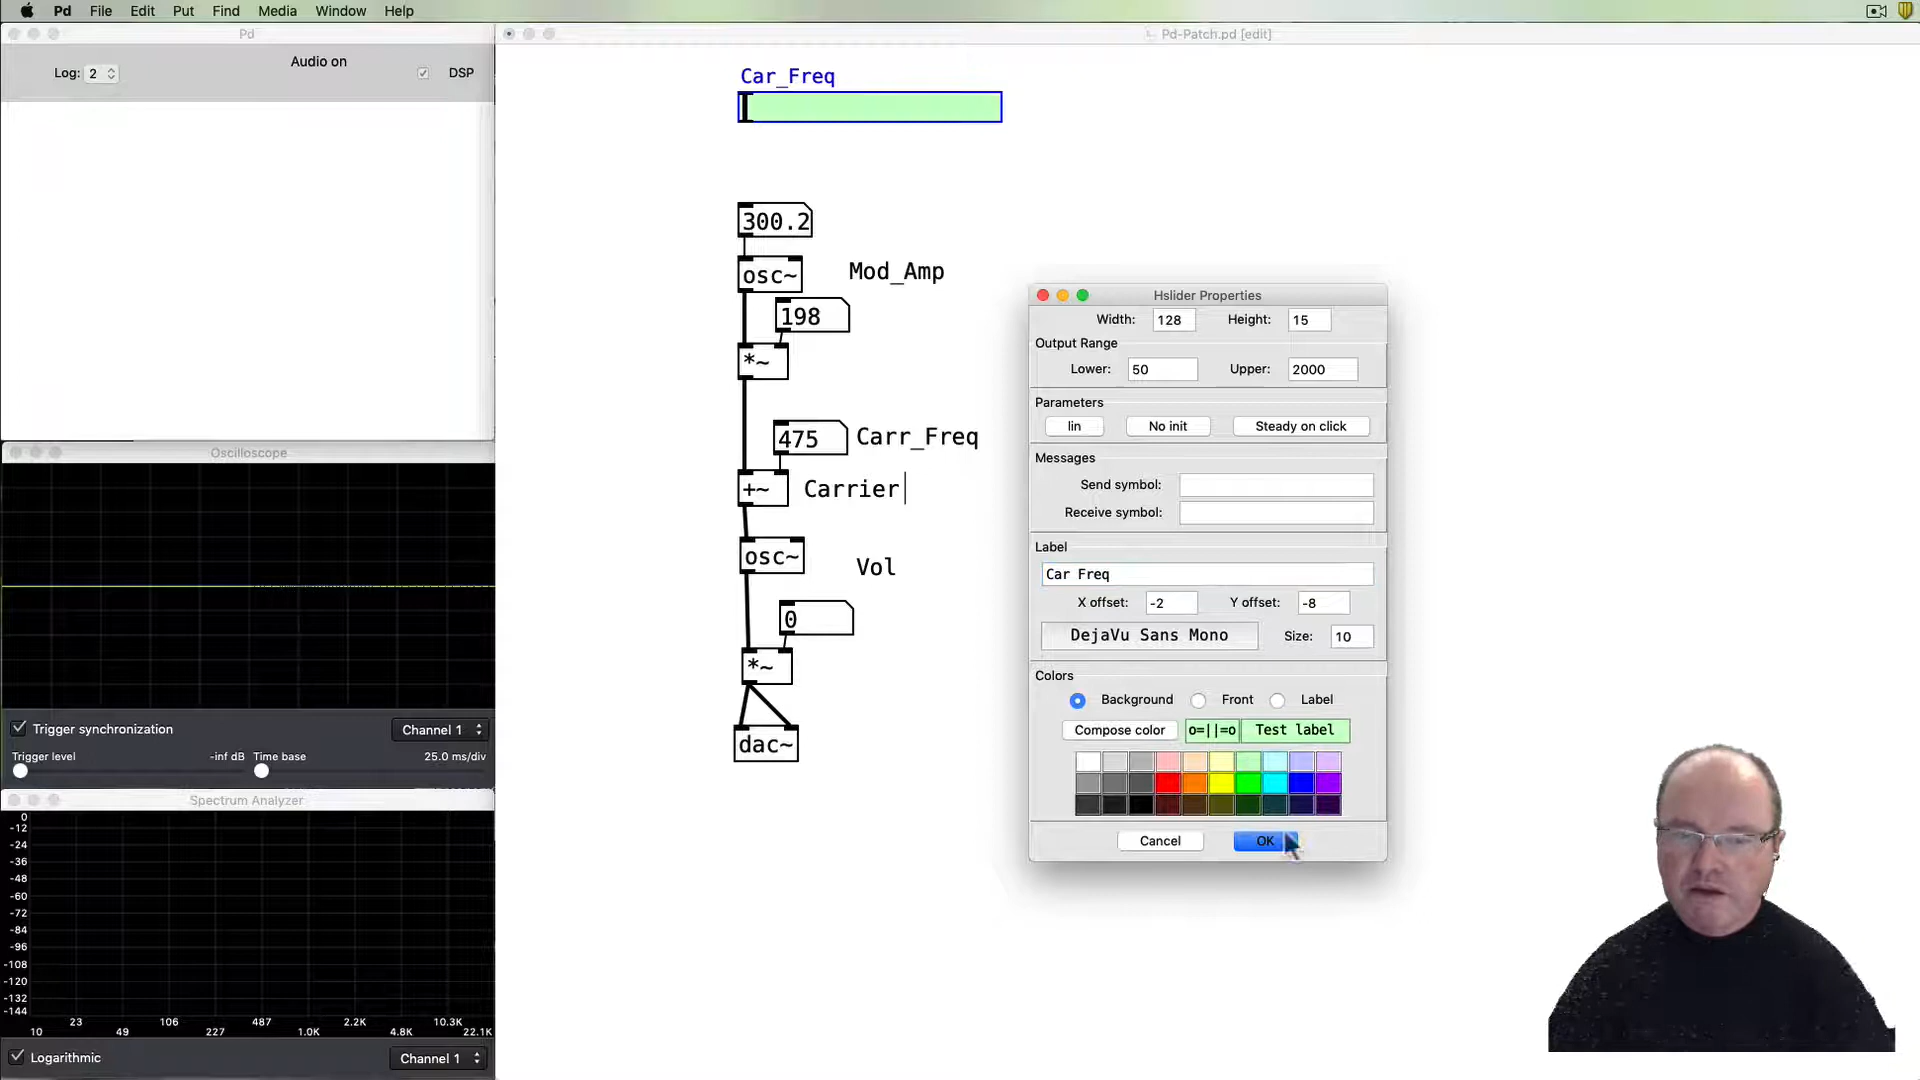 Pd File Edit Put Find Media Window Help
Pd
Audio on
Log: 2 DSP
Pd-Patch.pd [edit]
Car_Freq
300.2
osc~
Mod_Amp
198
*~
475
Carr_Freq
+~
Carrier
osc~
Vol
0
*~
dac~
Hslider Properties
Width: 128 Height: 15
Output Range
Lower: 50 Upper: 2000
Parameters
lin No init Steady on click
Messages
Send symbol:
Receive symbol:
Label
Car Freq
X offset: -2 Y offset: -8
DejaVu Sans Mono Size: 10
Colors
Background Front Label
Compose color o=||=o Test label
Cancel OK
Oscilloscope
Trigger synchronization Channel 1
Trigger level -inf dB Time base 25.0 ms/div
Spectrum Analyzer
0
-12
-24
-36
-48
-60
-72
-84
-96
-108
-120
-132
-144
23 106 487 2.2K 10.3K
10 49 227 1.0K 4.8K 22.1K
Logarithmic Channel 1